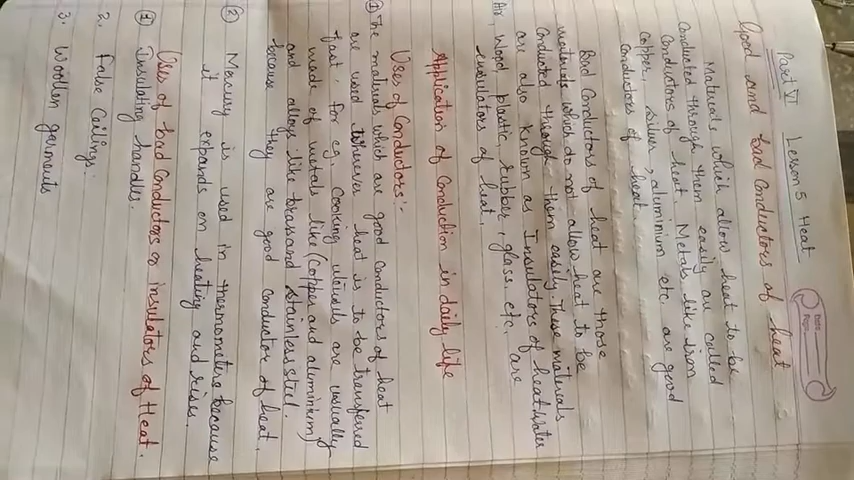 Part VI Lesson 5 Heat
Date:
Page:
Good and bad Conductors of heat
Materials which allow heat to be
Conducted through them easily are called
Conductors of heat. Metals like iron
copper, silver, aluminium etc. are good
Conductors of heat.
Bad Conductors of heat are those
materials which do not allow heat to be
Conducted through them easily. These materials
are also known as Insulators of heat. Water
Air, wood, plastic, rubber, glass, etc. are
insulators of heat.
Application of Conduction in daily life
Uses of Conductors:-
① The materials which are good conductors of heat
are used wherever heat is to be transferred
fast. for eg. Cooking utensils are usually
made of metals like (copper and aluminium)
and alloys like brass and stainless steel.
because they are good conductor of heat.
② Mercury is used in thermometers because
it expands on heating and rises.
Uses of bad Conductors or insulators of Heat.
① Insulating handles.
2. False Ceilings.
3. Woollen garments